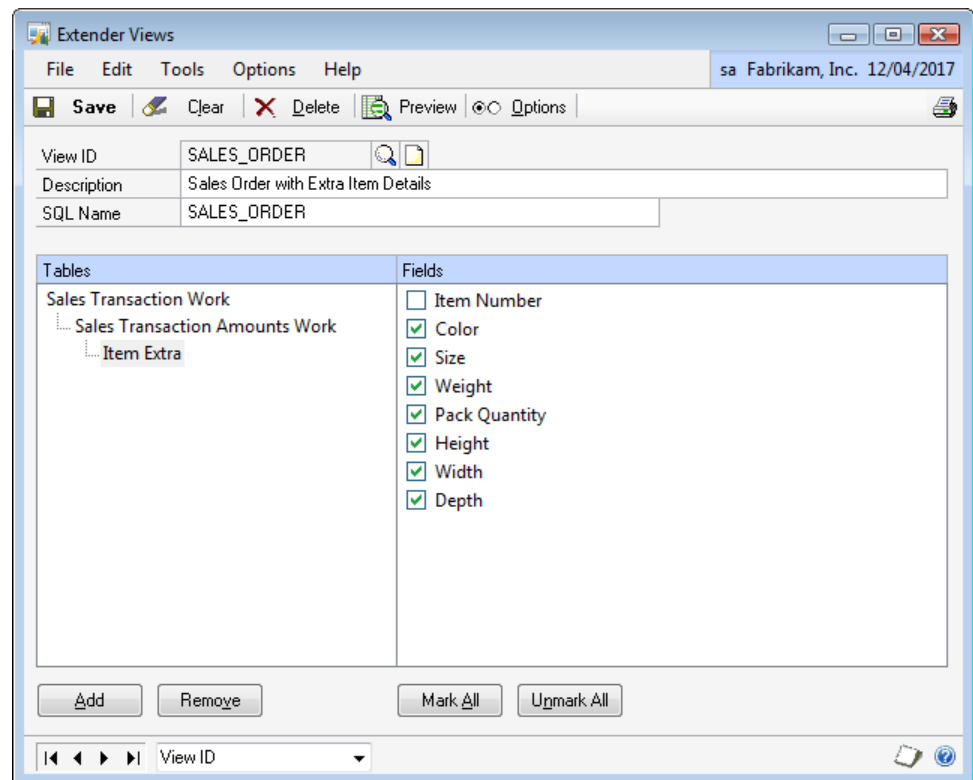 Extender Views
File Edit Tools Options Help sa Fabrikam, Inc. 12/04/2017
Save Clear Delete Preview Options
View ID SALES_ORDER
Description Sales Order with Extra Item Details
SQL Name SALES_ORDER
Tables Fields
Sales Transaction Work Item Number
Sales Transaction Amounts Work Color
Item Extra Size
Weight
Pack Quantity
Height
Width
Depth
Add Remove Mark All Unmark All
View ID